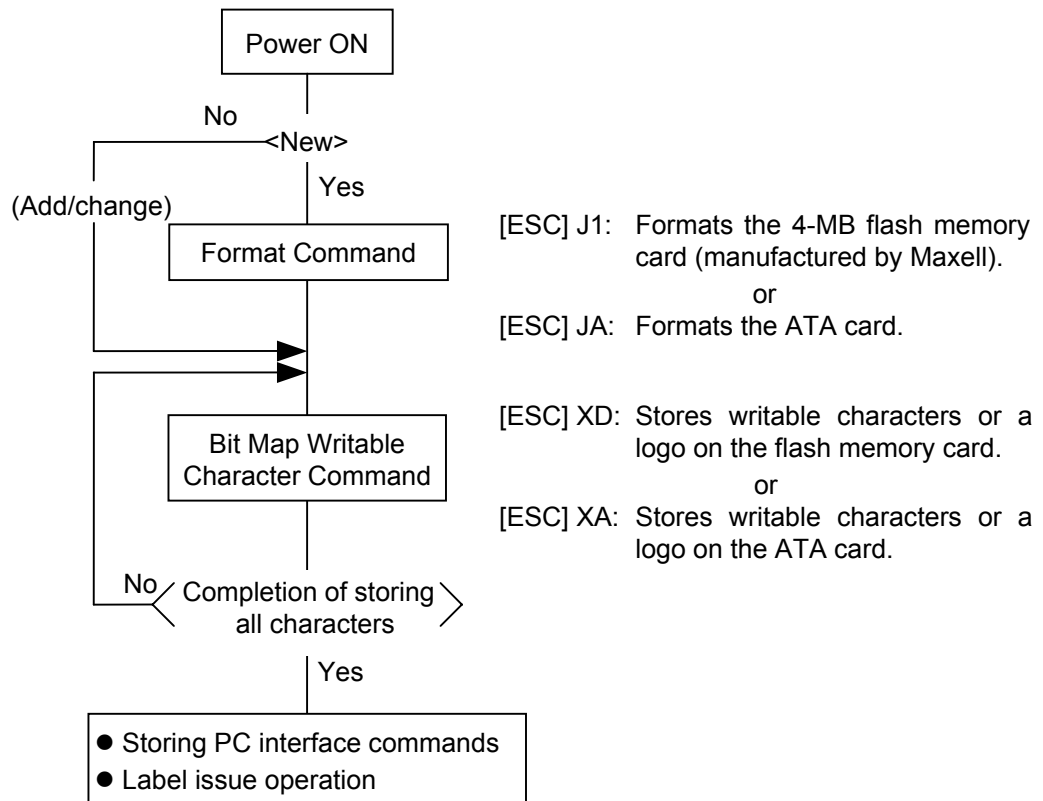 Power ON
No
<New>
Yes
(Add/change)
Format Command
[ESC] J1: Formats the 4-MB flash memory
card (manufactured by Maxell).
or
[ESC] JA: Formats the ATA card.
Bit Map Writable
Character Command
[ESC] XD: Stores writable characters or a
logo on the flash memory card.
or
[ESC] XA: Stores writable characters or a
logo on the ATA card.
No
Completion of storing
all characters
Yes
● Storing PC interface commands
● Label issue operation